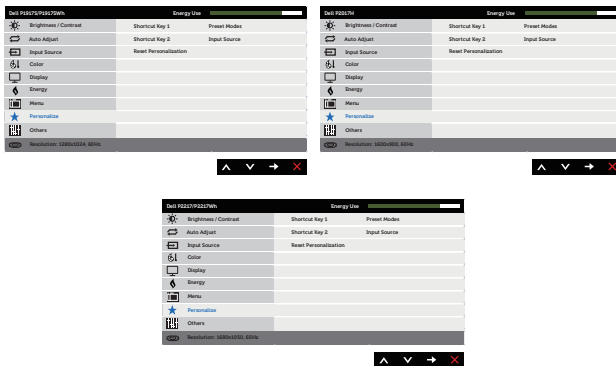 Dell P1917S/P1917SWh Energy Use
Brightness / Contrast Shortcut Key 1 Preset Modes
Auto Adjust Shortcut Key 2 Input Source
Input Source Reset Personalization
Color
Display
Energy
Menu
Personalize
Others
Resolution: 1280x1024, 60Hz
Dell P2017H Energy Use
Brightness / Contrast Shortcut Key 1 Preset Modes
Auto Adjust Shortcut Key 2 Input Source
Input Source Reset Personalization
Color
Display
Energy
Menu
Personalize
Others
Resolution: 1600x900, 60Hz
Dell P2217/P2217Wh Energy Use
Brightness / Contrast Shortcut Key 1 Preset Modes
Auto Adjust Shortcut Key 2 Input Source
Input Source Reset Personalization
Color
Display
Energy
Menu
Personalize
Others
Resolution: 1680x1050, 60Hz